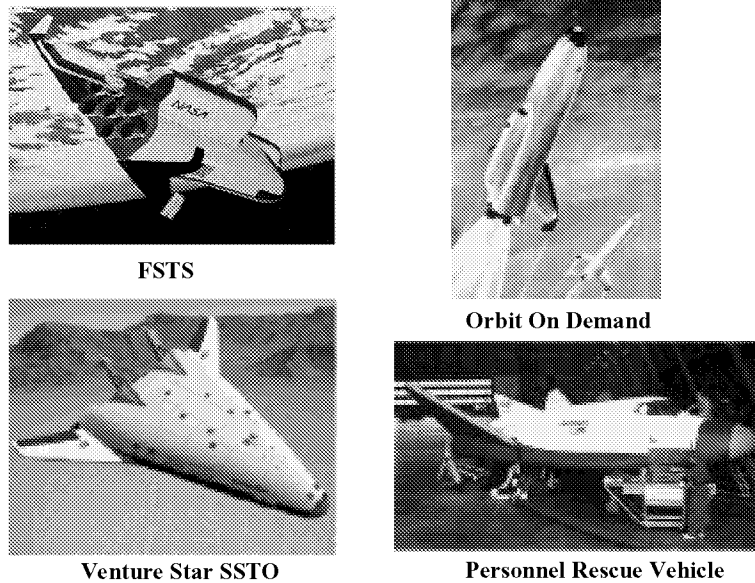 NASA
FSTS
Orbit On Demand
Venture Star SSTO
Personnel Rescue Vehicle